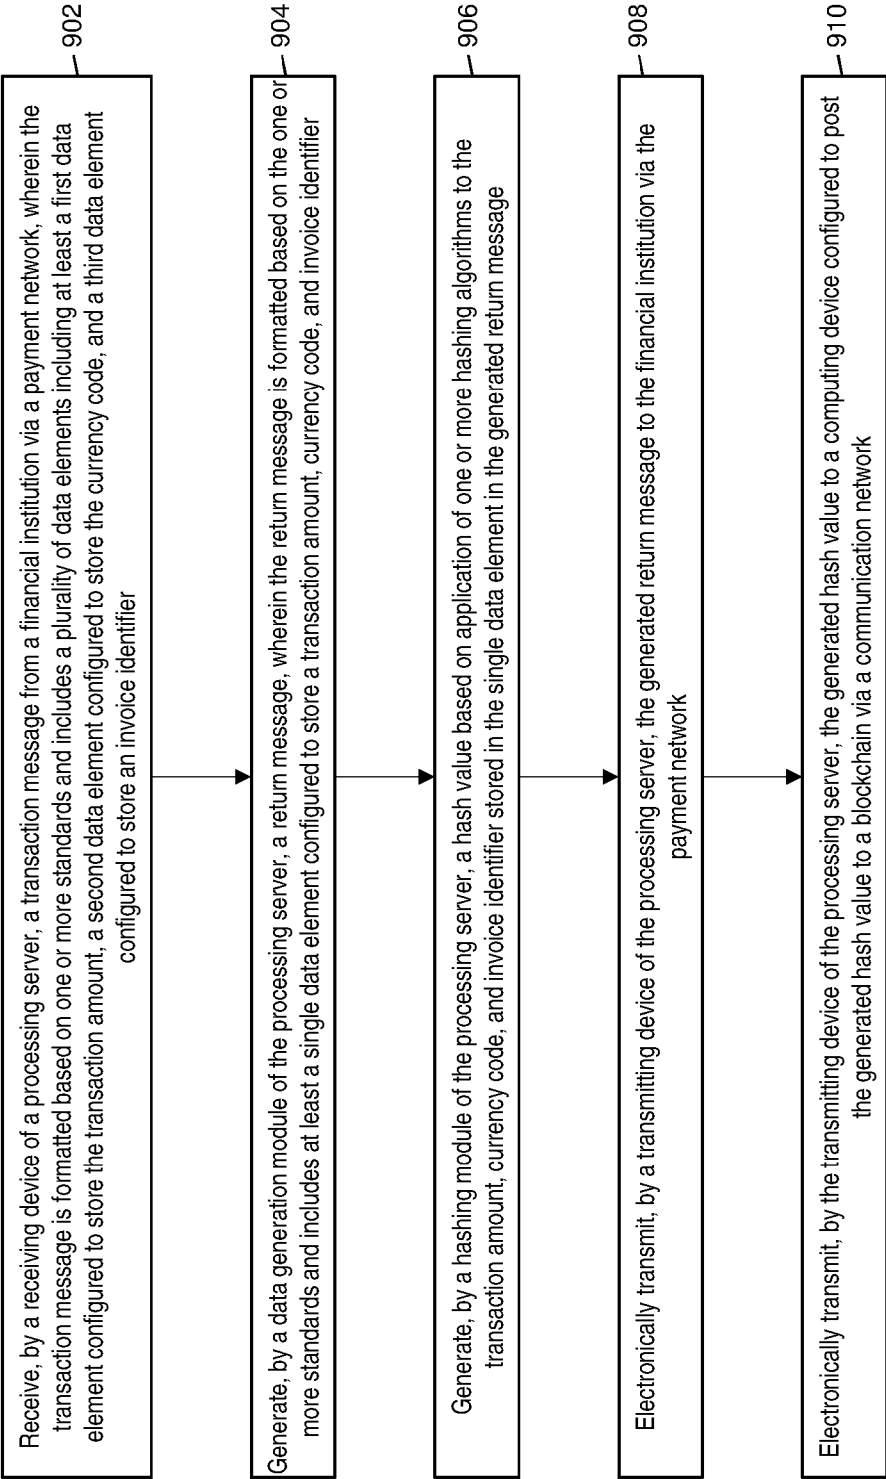 902
Receive, by a receiving device of a processing server, a transaction message from a financial institution via a payment network, wherein the
transaction message is formatted based on one or more standards and includes a plurality of data elements including at least a first data
element configured to store the transaction amount, a second data element configured to store the currency code, and a third data element
configured to store an invoice identifier
904
Generate, by a data generation module of the processing server, a return message, wherein the return message is formatted based on the one or
more standards and includes at least a single data element configured to store a transaction amount, currency code, and invoice identifier
906
Generate, by a hashing module of the processing server, a hash value based on application of one or more hashing algorithms to the
transaction amount, currency code, and invoice identifier stored in the single data element in the generated return message
908
Electronically transmit, by a transmitting device of the processing server, the generated return message to the financial institution via the
payment network
910
Electronically transmit, by the transmitting device of the processing server, the generated hash value to a computing device configured to post
the generated hash value to a blockchain via a communication network